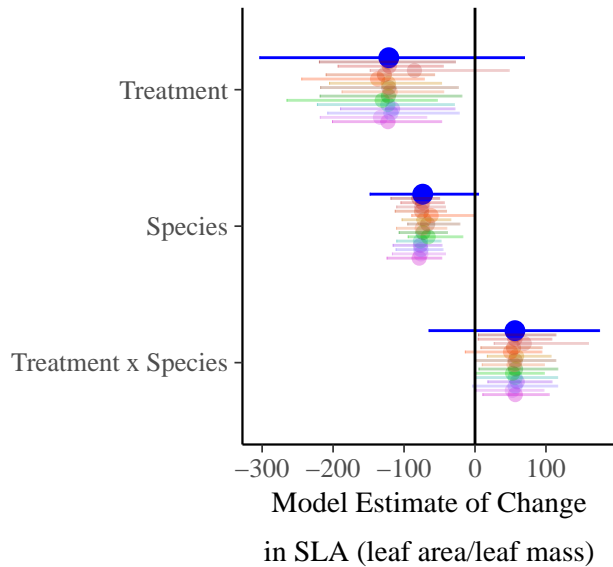 Treatment
Species
Treatment x Species
−300 −200 −100 0 100
Model Estimate of Change
in SLA (leaf area/leaf mass)